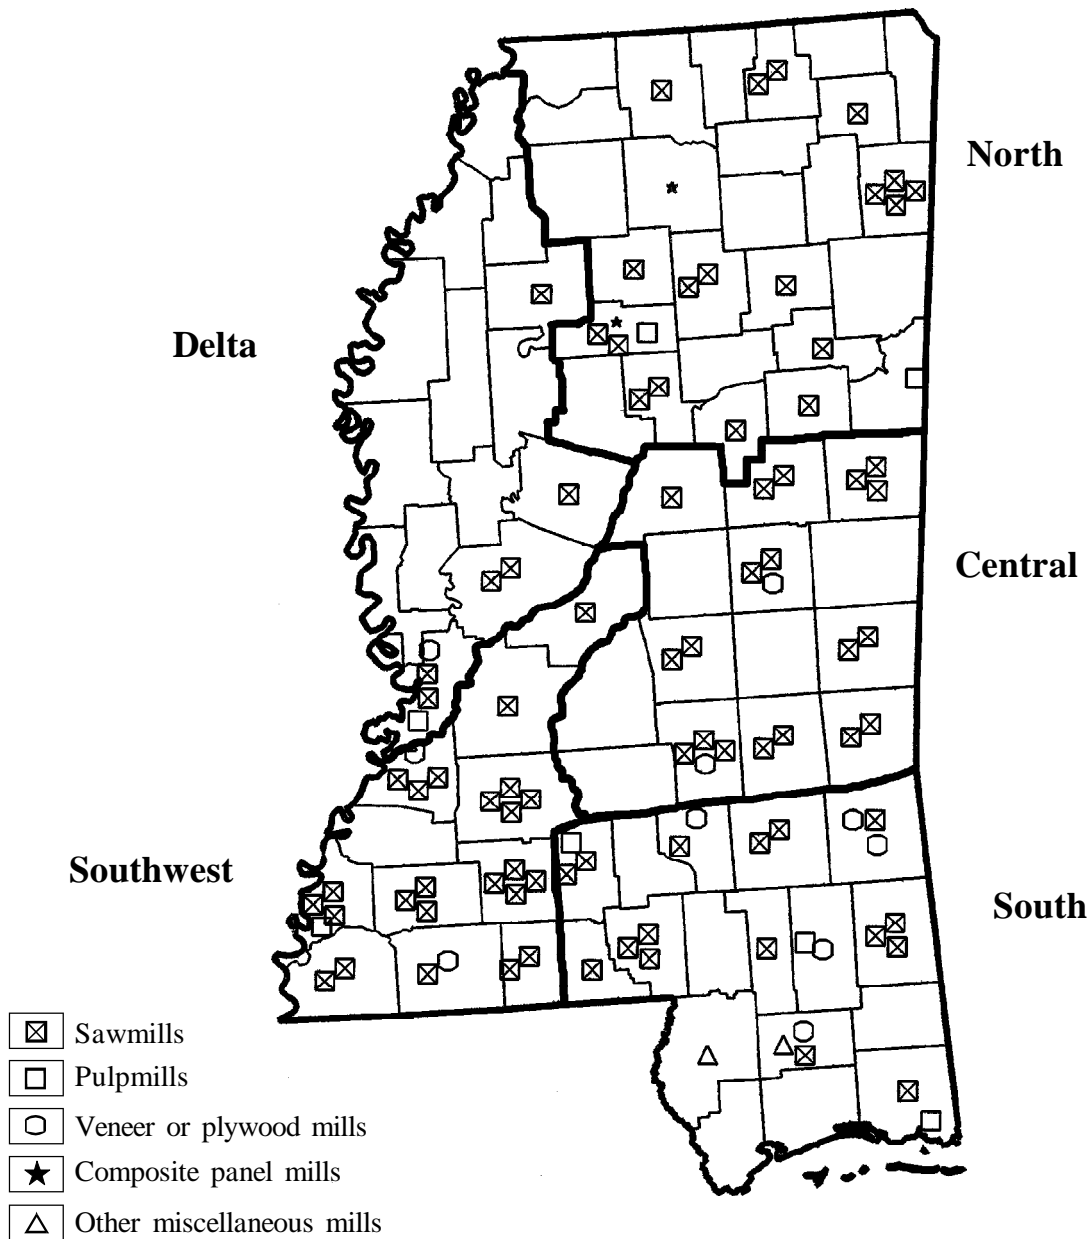 North
Delta
Central
Southwest
South
Sawmills
Pulpmills
Veneer or plywood mills
Composite panel mills
Other miscellaneous mills